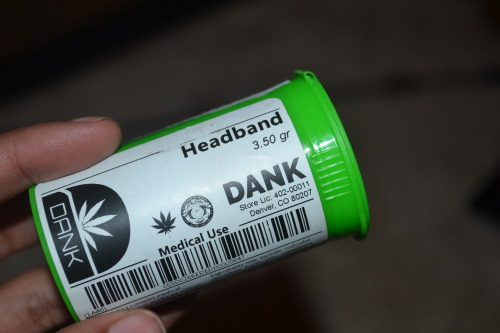 Headband
3.50 gr
DANK
Store Lic: 402-00011
Denver, CO 80207
DANK
Medical Use